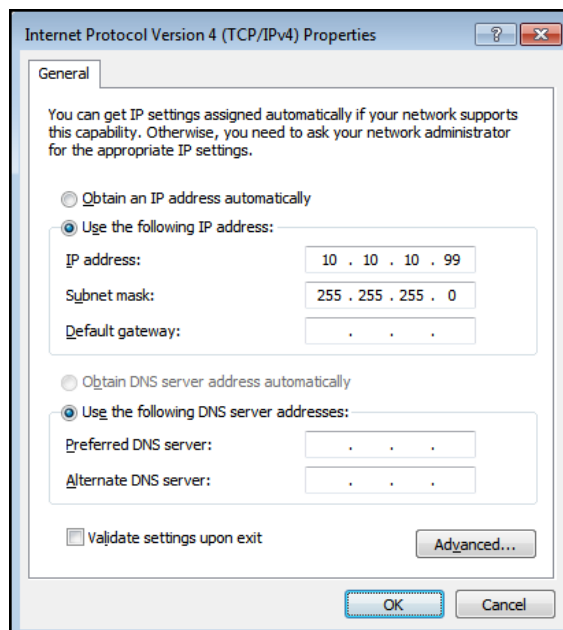 Internet Protocol Version 4 (TCP/IPv4) Properties
General
You can get IP settings assigned automatically if your network supports
this capability. Otherwise, you need to ask your network administrator
for the appropriate IP settings.
Obtain an IP address automatically
Use the following IP address:
IP address: 10 . 10 . 10 . 99
Subnet mask: 255 . 255 . 255 . 0
Default gateway: . . .
Obtain DNS server address automatically
Use the following DNS server addresses:
Preferred DNS server: . . .
Alternate DNS server: . . .
Validate settings upon exit
Advanced...
OK Cancel